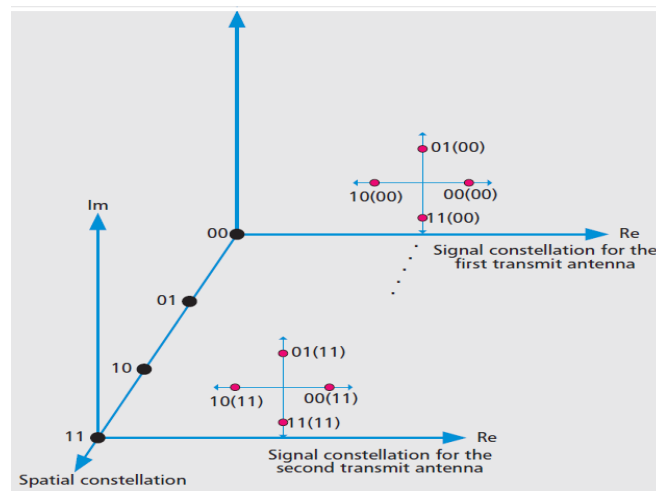 01(00)
10(00)
00(00)
11(00)
Im
00
Re
Signal constellation for the
first transmit antenna
01
01(11)
10
10(11)
00(11)
11(11)
11
Re
Signal constellation for the
second transmit antenna
Spatial constellation